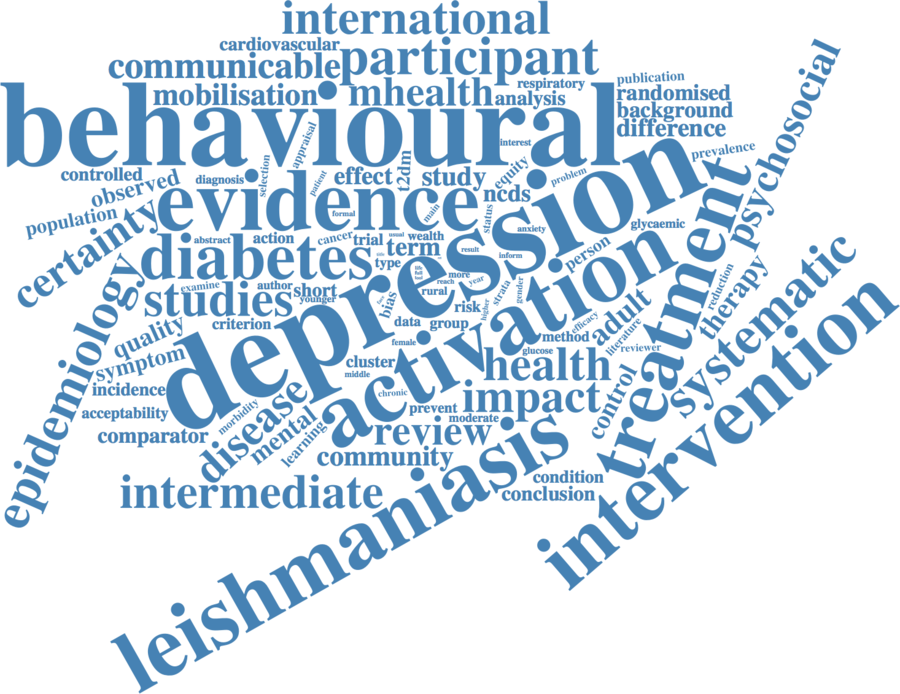 international
cardiovascular
communicable
participant
respiratory
publication
mobilisation
mhealth
analysis
randomised
background
difference
behavioural
psychosocial
interest
appraisal
selection
prevalence
controlled
observed
diagnosis
patient
effect
t2dm
study
equity
problem
ncds
population
certainty
evidence
formal
main
status
anxiety
glycaemic
depression
treatment
abstract
action
cancer
trial
usual
wealth
term
result
inform
person
diabetes
type
life
full
tool
more
reach
year
strata
gender
reduction
therapy
systematic
epidemiology
examine
studies
author
short
younger
bias
rural
risk
higher
efficacy
adult
activation
quality
criterion
data
group
method
literature
reviewer
female
symptom
cluster
glucose
health
intervention
incidence
middle
chronic
impact
control
acceptability
morbidity
disease
prevent
moderate
comparator
mental
learning
review
community
leishmaniasis
condition
conclusion
intermediate